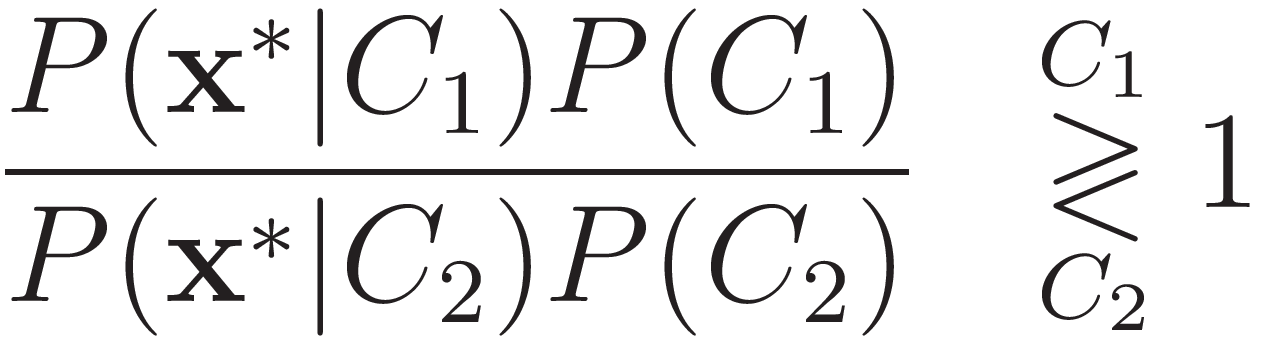 P(x*|C₁)P(C₁)
P(x*|C₂)P(C₂)
C₁
⋛ 1
C₂